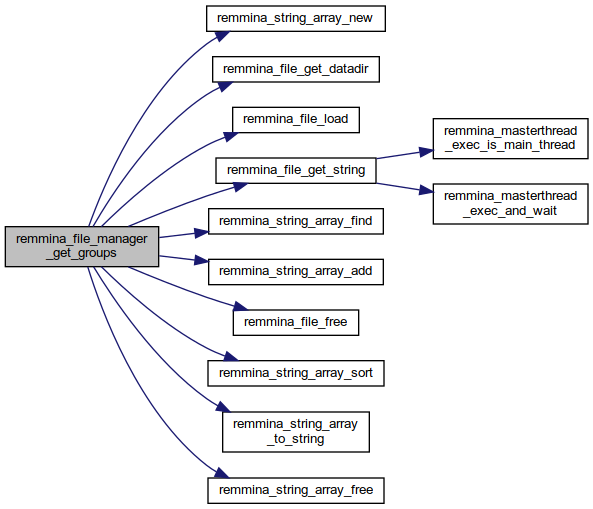 remmina_file_manager
_get_groups
remmina_string_array_new
remmina_file_get_datadir
remmina_file_load
remmina_file_get_string
remmina_masterthread
_exec_is_main_thread
remmina_masterthread
_exec_and_wait
remmina_string_array_find
remmina_string_array_add
remmina_file_free
remmina_string_array_sort
remmina_string_array
_to_string
remmina_string_array_free